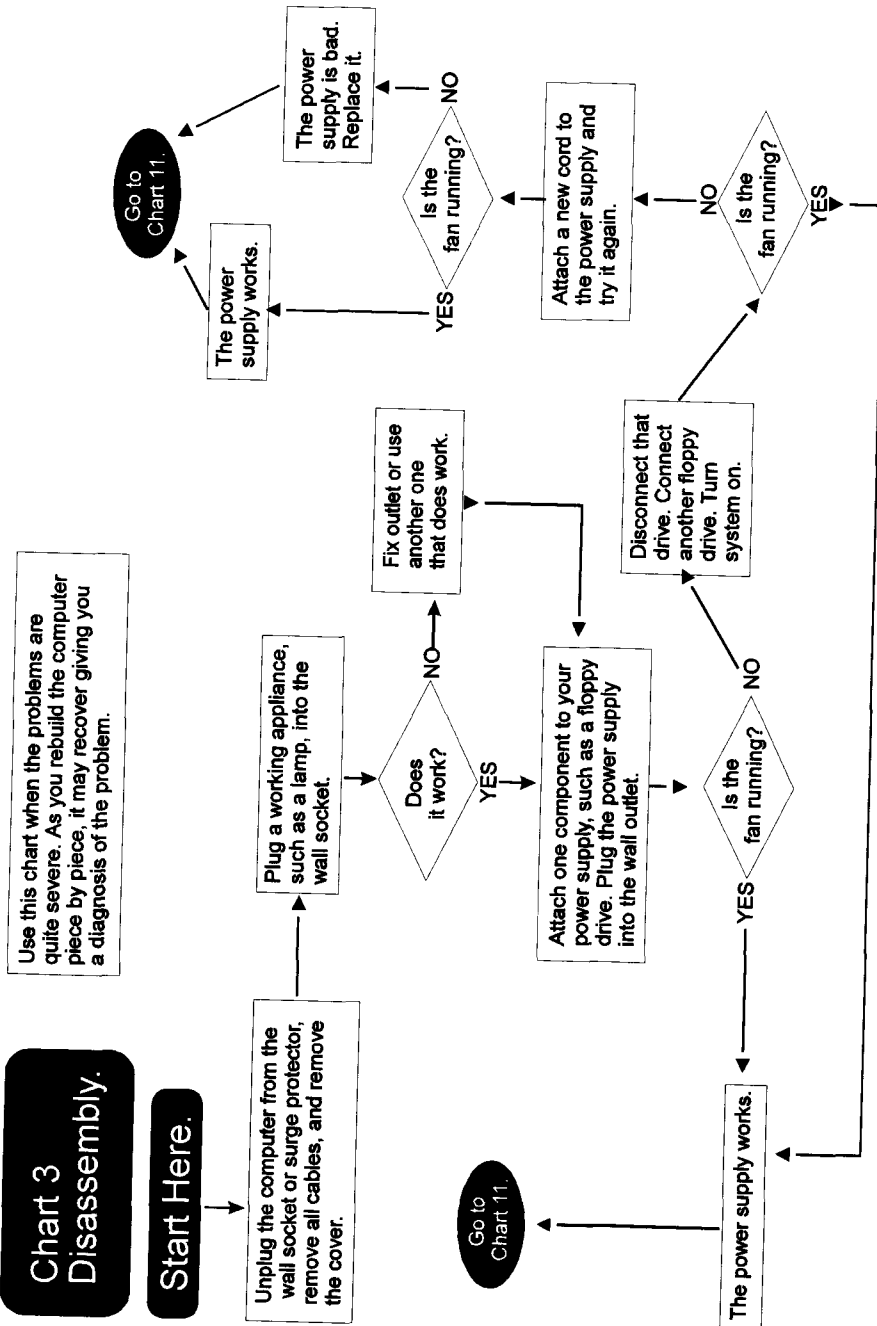 Chart 3
Disassembly.
Use this chart when the problems are
quite severe. As you rebuild the computer
piece by piece, it may recover giving you
a diagnosis of the problem.
Start Here.
Unplug the computer from the
wall socket or surge protector,
remove all cables, and remove
the cover.
Plug a working appliance,
such as a lamp, into the
wall socket.
Does
it work?
NO
YES
Fix outlet or use
another one
that does work.
Attach one component to your
power supply, such as a floppy
drive. Plug the power supply
into the wall outlet.
Is the
fan running?
YES
NO
The power supply works.
Go to
Chart 11.
Disconnect that
drive. Connect
another floppy
drive. Turn
system on.
Is the
fan running?
NO
YES
Attach a new cord to
the power supply and
try it again.
Is the
fan running?
YES
NO
The power
supply works.
The power
supply is bad.
Replace it.
Go to
Chart 11.